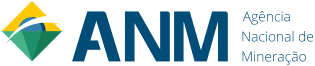 ANM
Agência
Nacional de
Mineração